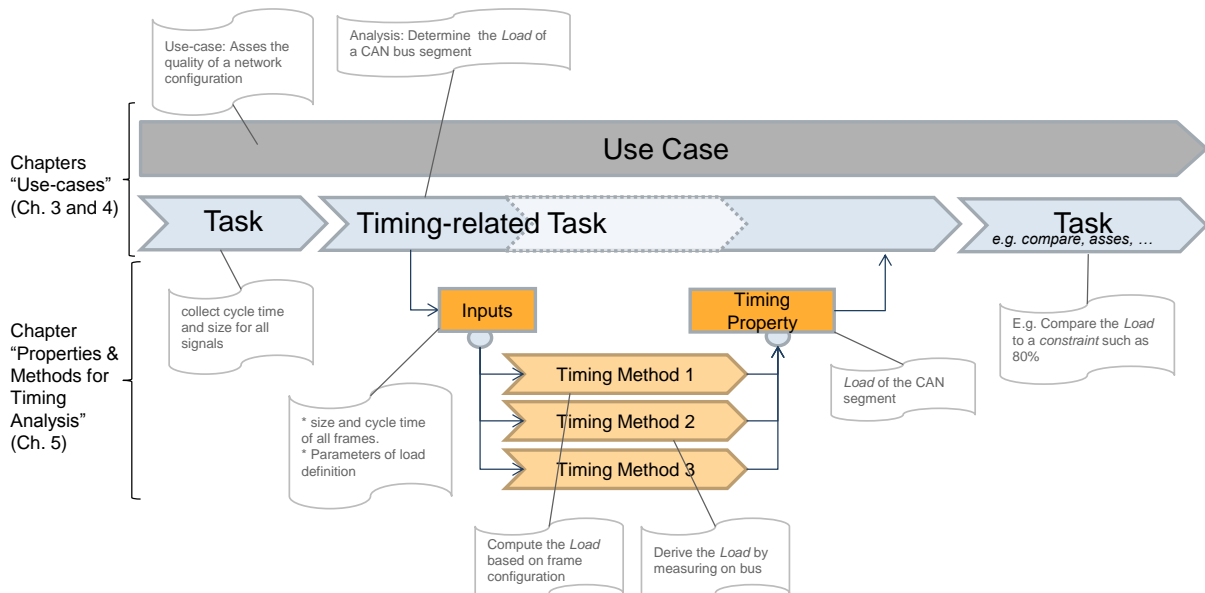 Use-case: Asses the
quality of a network
configuration
Analysis: Determine the Load of
a CAN bus segment
Chapters
“Use-cases”
(Ch. 3 and 4)
Use Case
Task
Timing-related Task
Task
e.g. compare, asses, …
Chapter
“Properties &
Methods for
Timing
Analysis”
(Ch. 5)
collect cycle time
and size for all
signals
Inputs
Timing
Property
E.g. Compare the Load
to a constraint such as
80%
Timing Method 1
Timing Method 2
Timing Method 3
Load of the CAN
segment
* size and cycle time
of all frames.
* Parameters of load
definition
Compute the Load
based on frame
configuration
Derive the Load by
measuring on bus